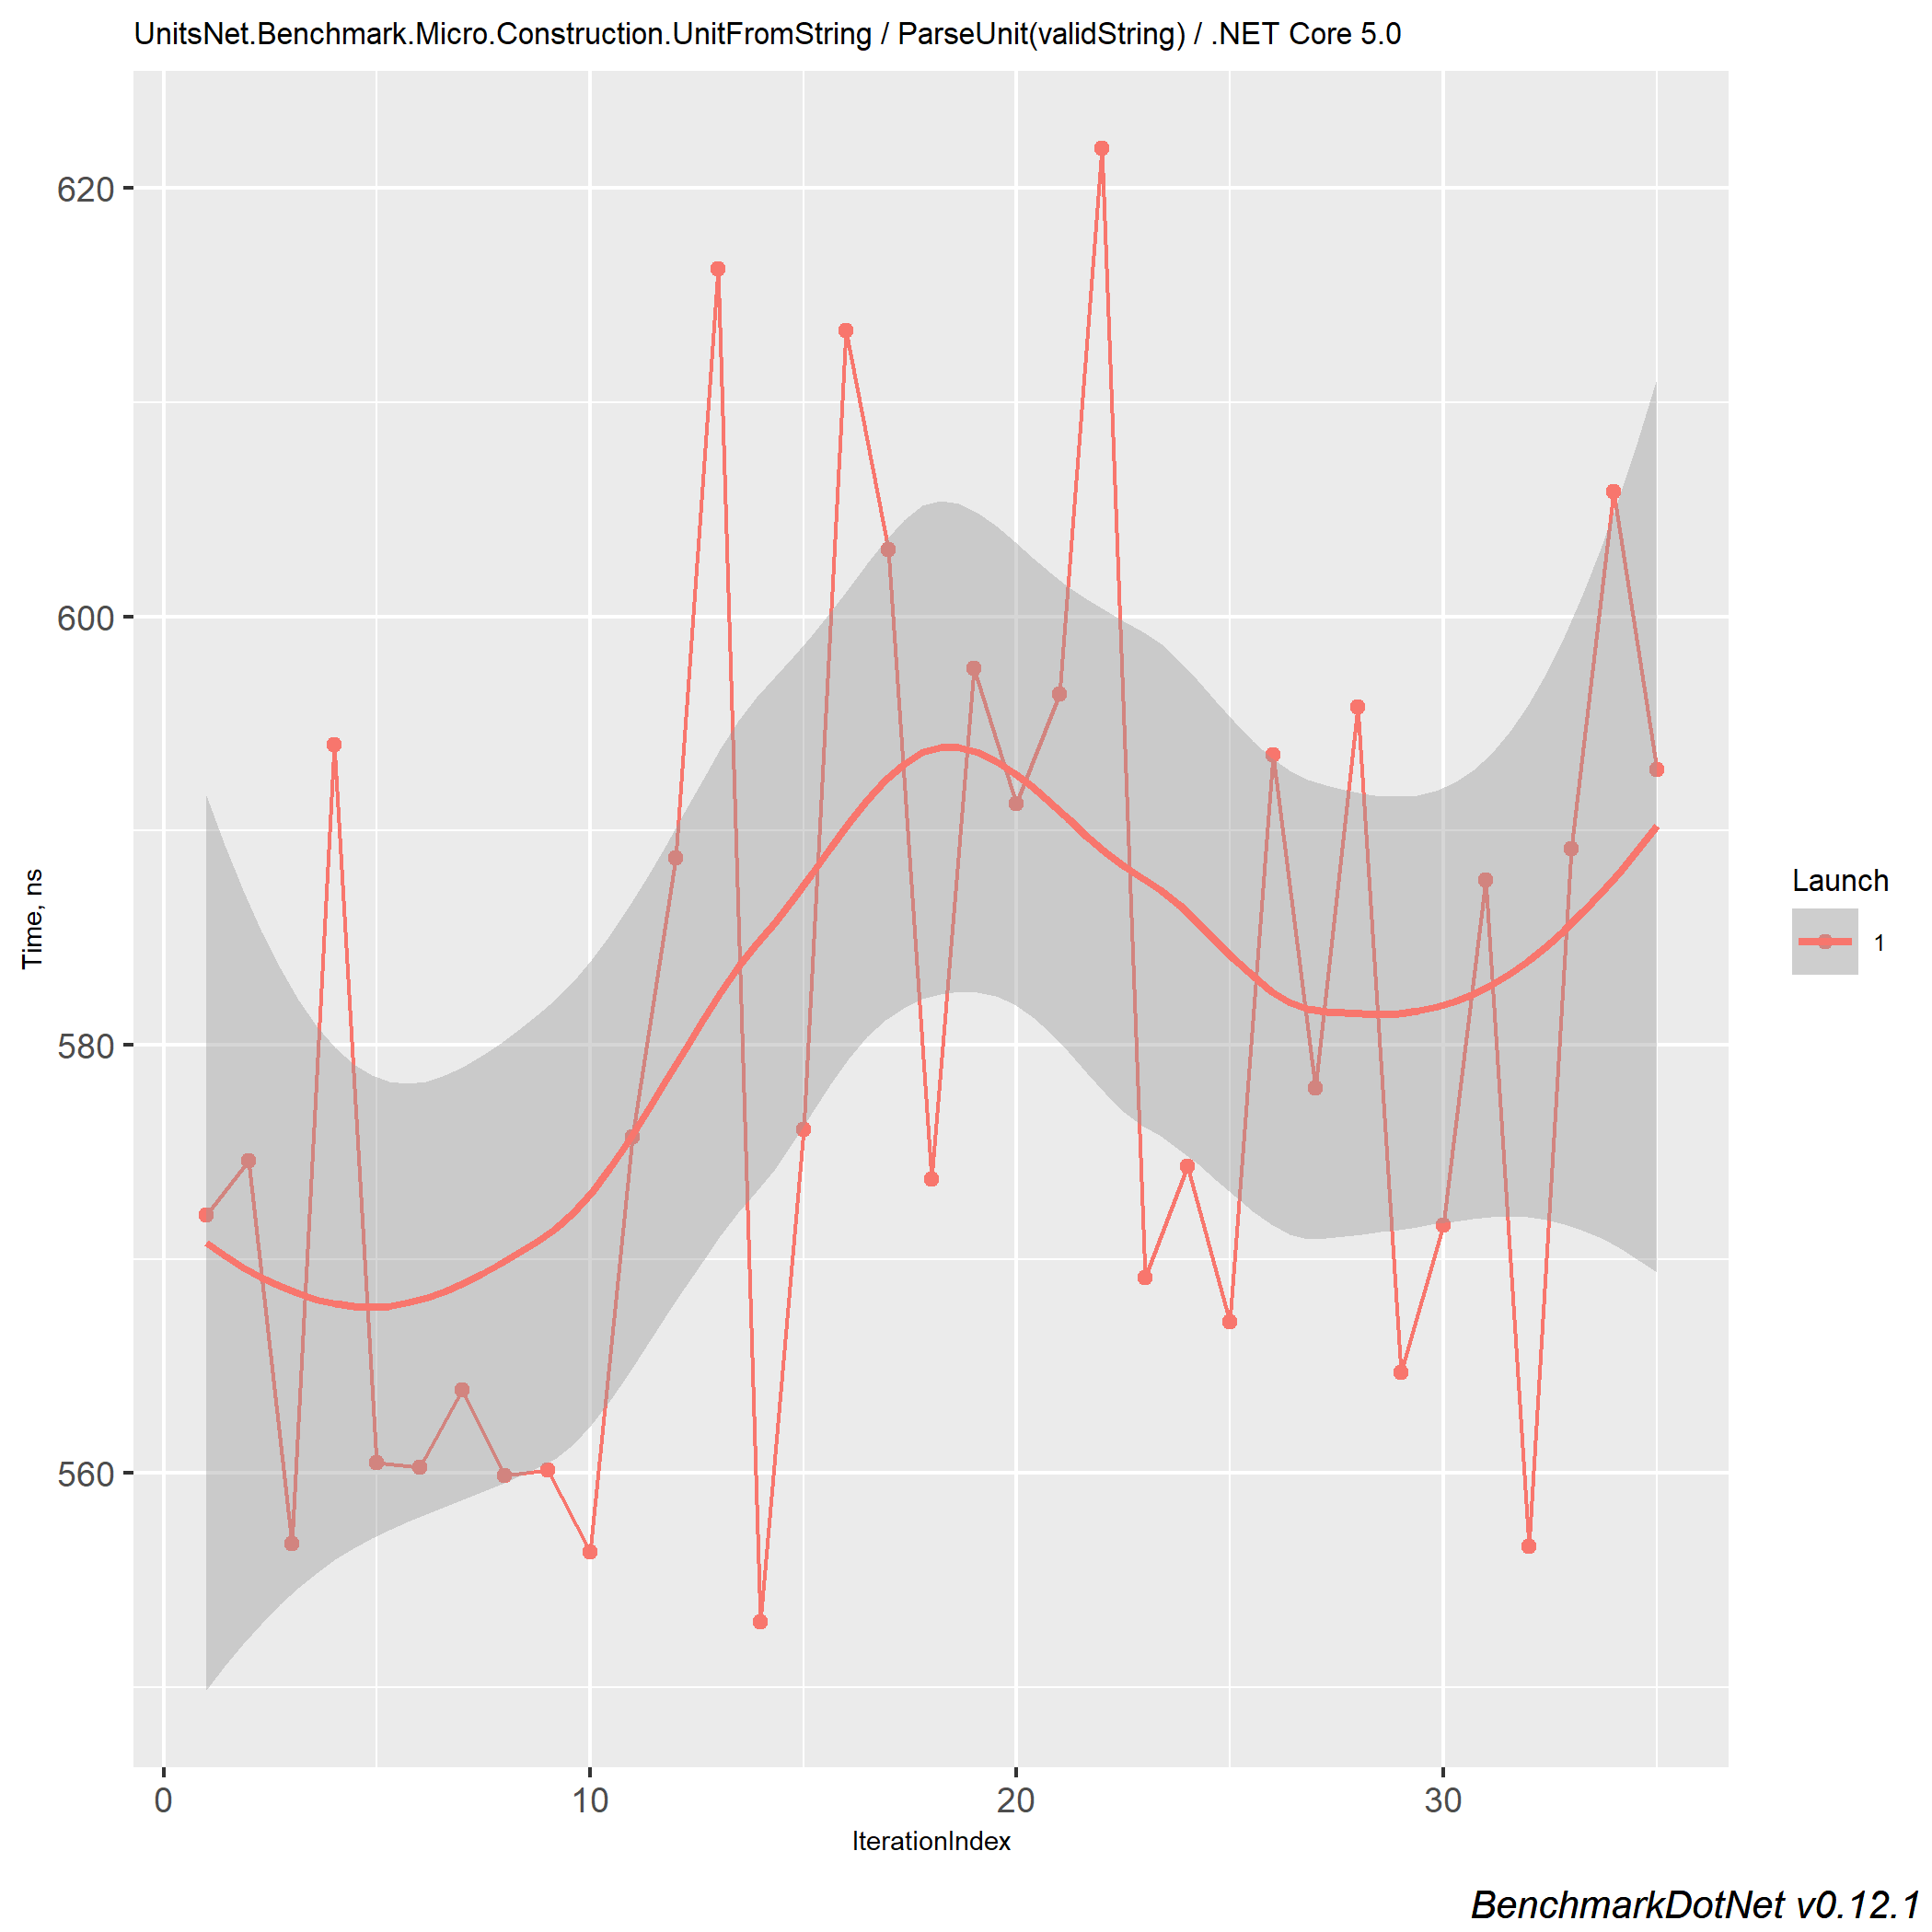 UnitsNet.Benchmark.Micro.Construction.UnitFromString / ParseUnit(validString) / .NET Core 5.0
620
600
580
560
Time, ns
0 10 20 30
IterationIndex
Launch
1
BenchmarkDotNet v0.12.1